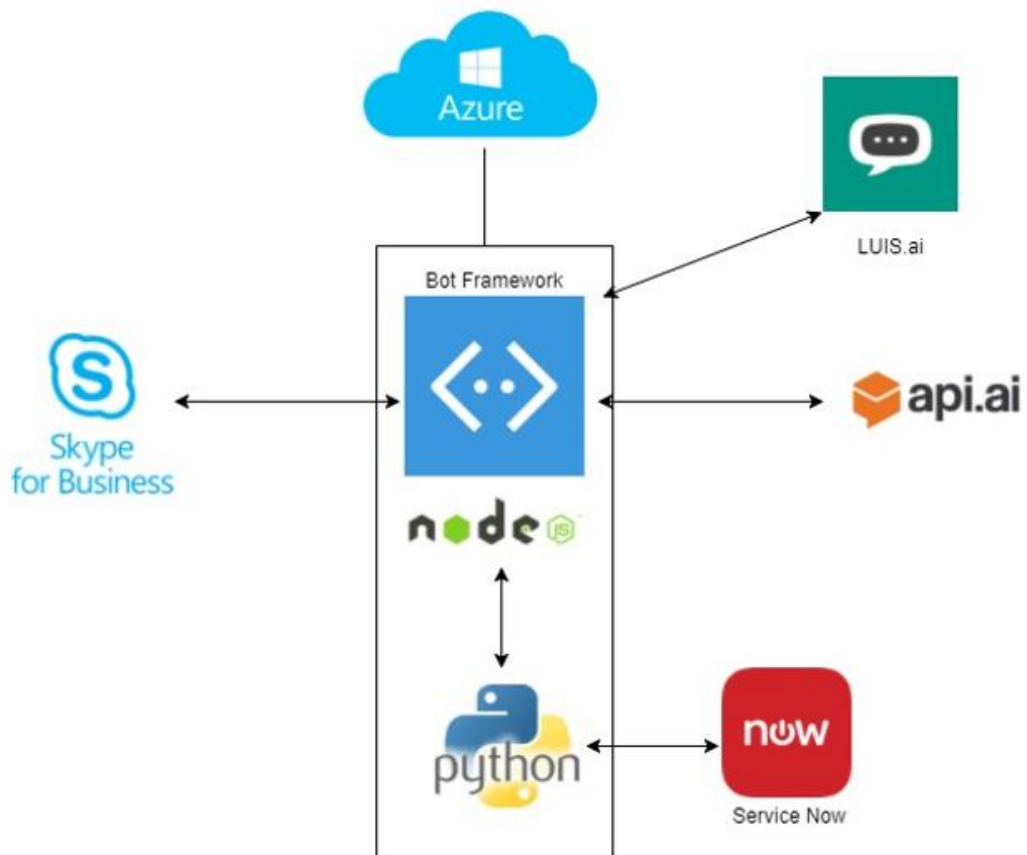 Azure
LUIS.ai
Bot Framework
Skype
for Business
api.ai
node
JS
python
now
Service Now